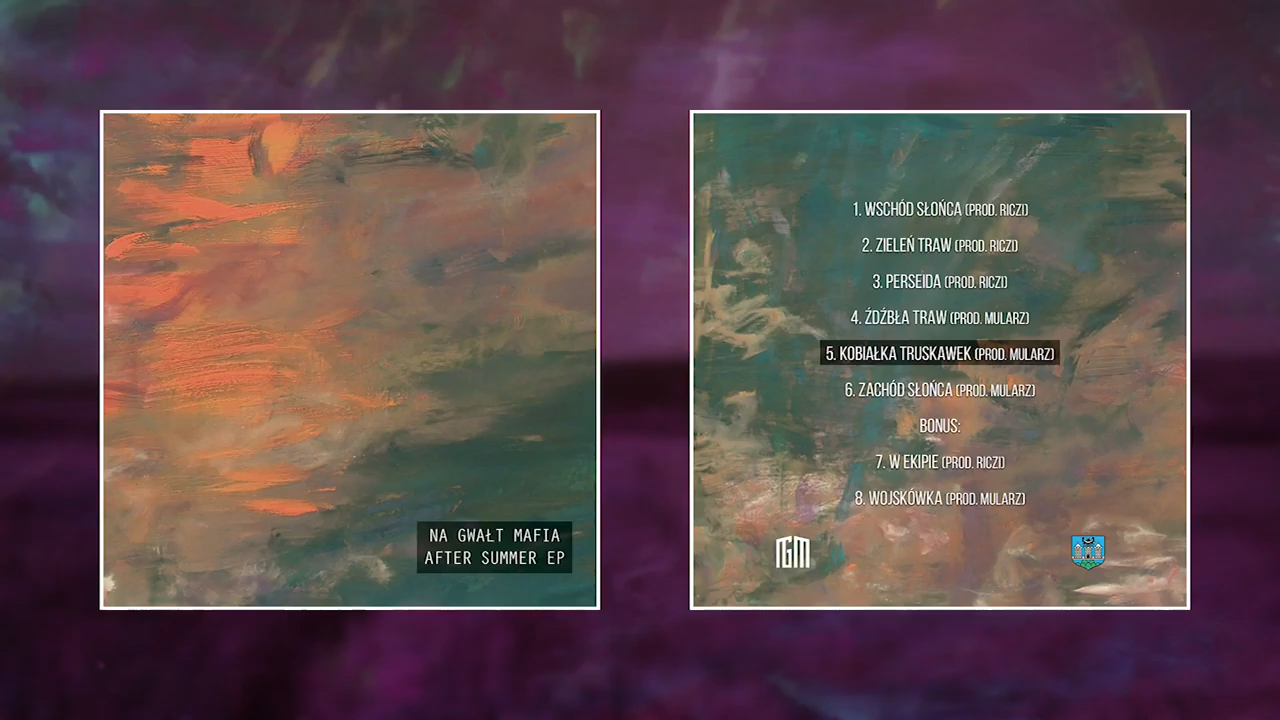 NA GWAŁT MAFIA
AFTER SUMMER EP
1. WSCHÓD SŁOŃCA (PROD. RICZI)
2. ZIELEŃ TRAW (PROD. RICZI)
3. PERSEIDA (PROD. RICZI)
4. ŹDŹBŁA TRAW (PROD. MULARZ)
5. KOBIAŁKA TRUSKAWEK (PROD. MULARZ)
6. ZACHÓD SŁOŃCA (PROD. MULARZ)
BONUS:
7. W EKIPIE (PROD. RICZI)
8. WOJSKÓWKA (PROD. MULARZ)
NGM